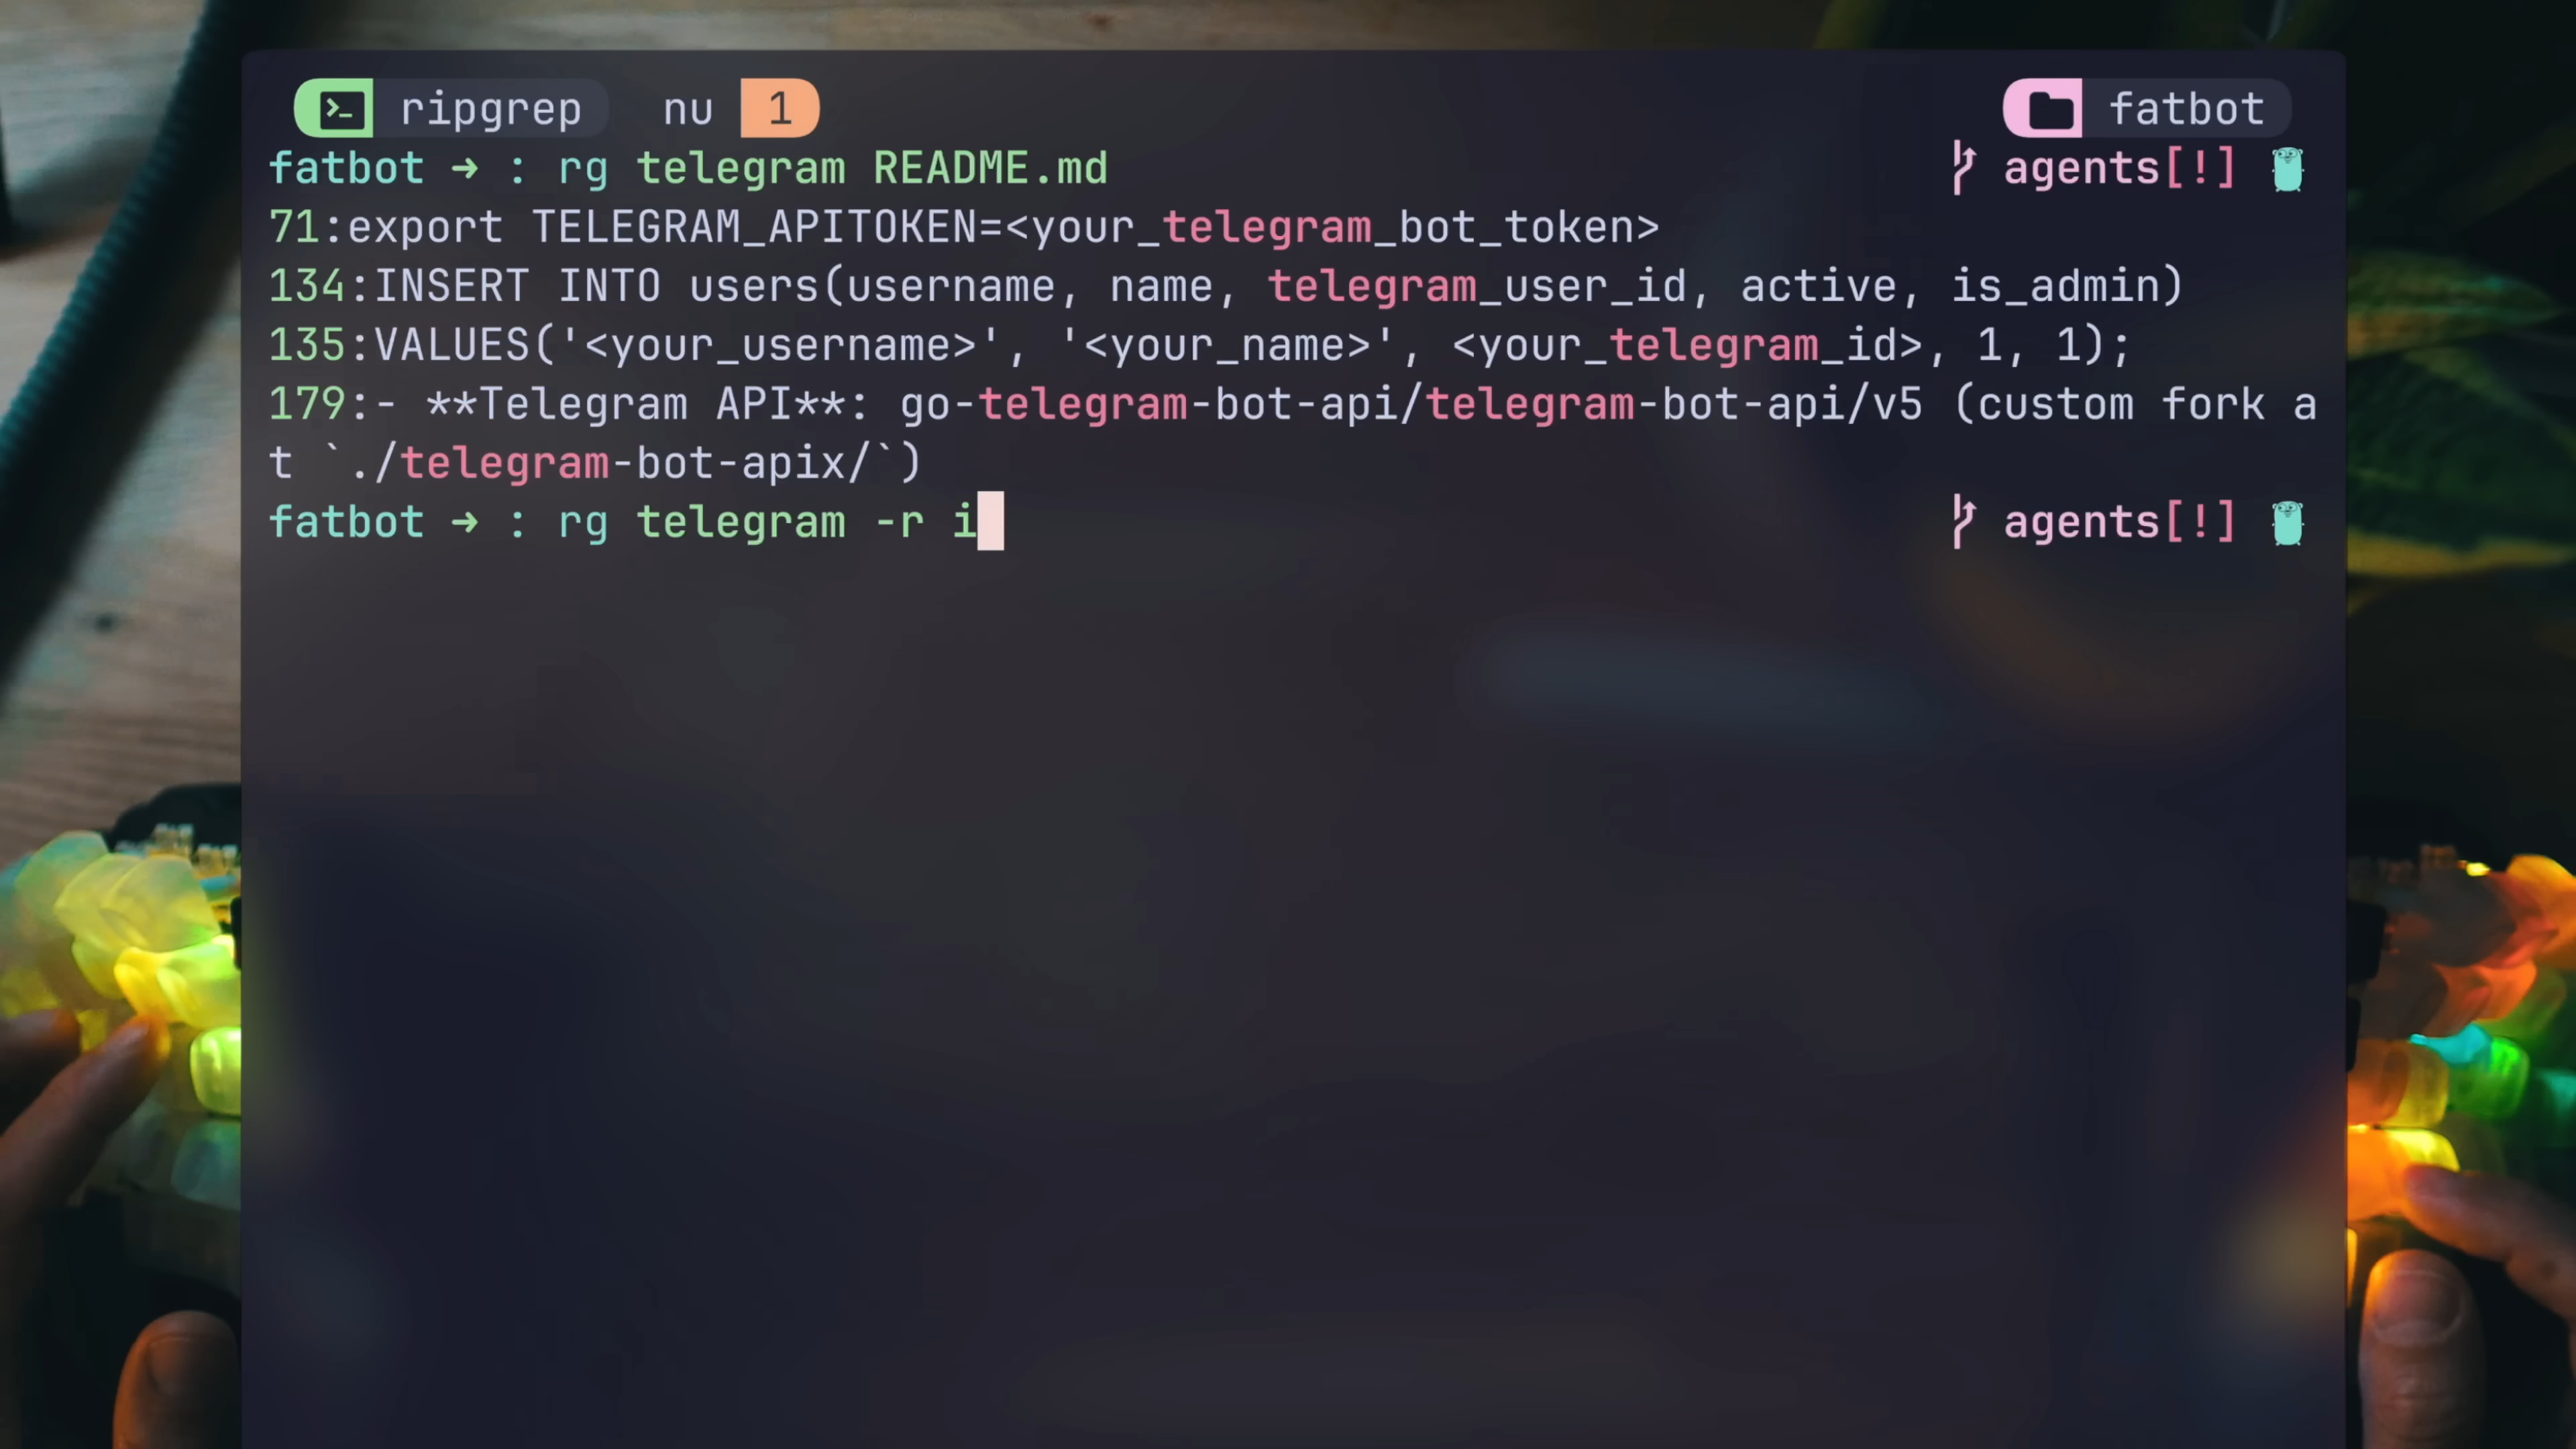 ripgrep nu 1 fatbot
fatbot → : rg telegram README.md agents[!]
71:export TELEGRAM_APITOKEN=<your_telegram_bot_token>
134:INSERT INTO users(username, name, telegram_user_id, active, is_admin)
135:VALUES('<your_username>', '<your_name>', <your_telegram_id>, 1, 1);
179:- **Telegram API**: go-telegram-bot-api/telegram-bot-api/v5 (custom fork a
t `./telegram-bot-apix/`)
fatbot → : rg telegram -r i agents[!]